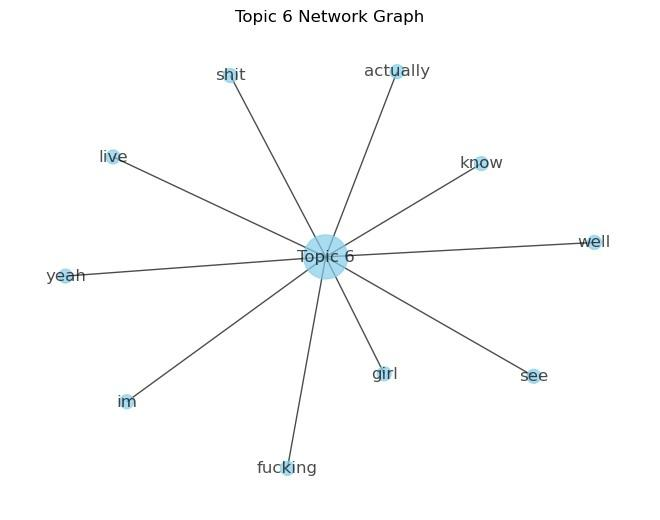 Topic 6 Network Graph
actually
shit
live
know
well
Topic 6
yeah
girl
see
im
fucking